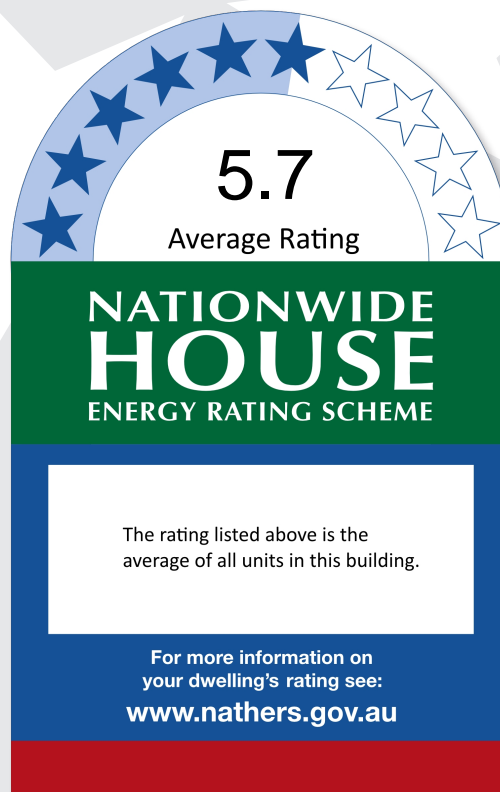 5.7
Average Rating
NATIONWIDE
HOUSE
ENERGY RATING SCHEME
The rating listed above is the
average of all units in this building.
For more information on
your dwelling's rating see:
www.nathers.gov.au